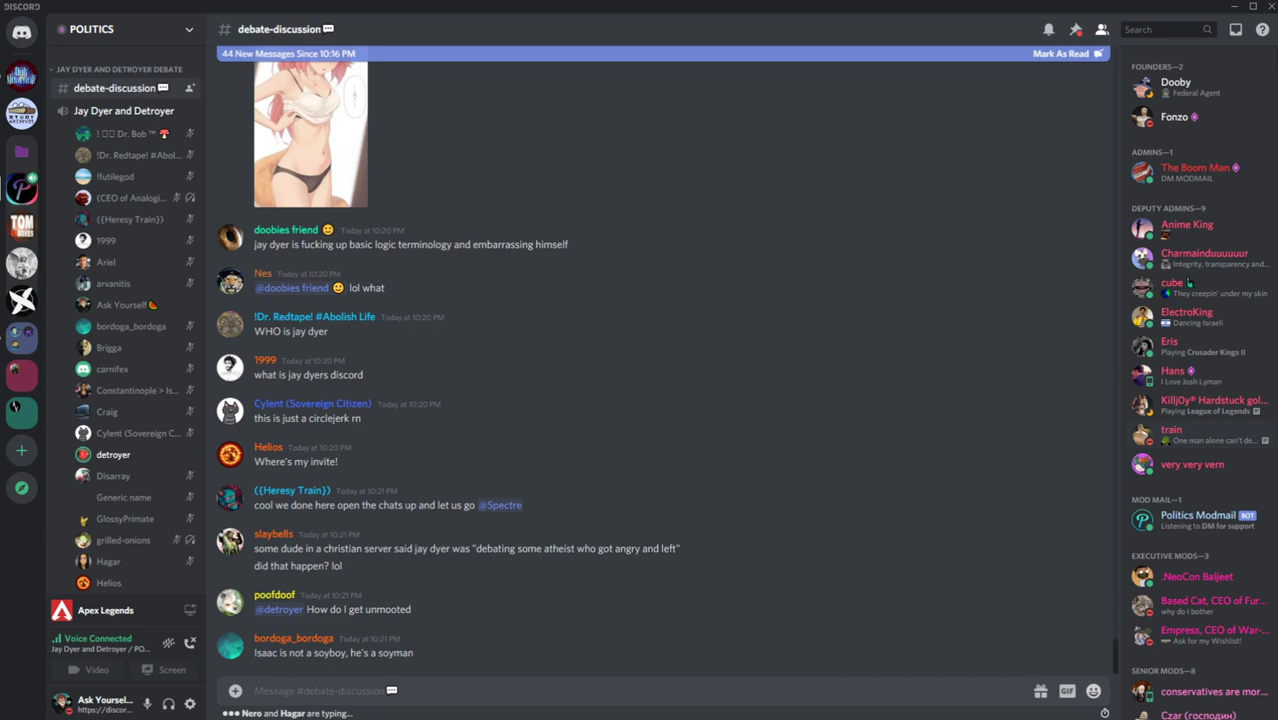 DISCORD
POLITICS
JAY DYER AND DETROYER DEBATE
debate-discussion
Jay Dyer and Detroyer
! Dr. Bob ™
!Dr. Redtape! #Abol...
!!futilegod
(CEO of Analogi...
({Heresy Train})
1999
Ariel
arvanitis
Ask Yourself
bordoga_bordoga
Brigga
carnifex
Constantinople > Is...
Craig
Cylent (Sovereign C...
detroyer
Disarray
Generic name
GlossyPrimate
grilled-onions
Hagar
Helios
Apex Legends
Voice Connected
Jay Dyer and Detroyer / PO...
Video
Screen
Ask Yoursel...
https://discor...
STUDY
ARCHIVES
TOM
BOXES
# debate-discussion
Search
44 New Messages Since 10:16 PM
Mark As Read
doobies friend Today at 10:20 PM
jay dyer is fucking up basic logic terminology and embarrassing himself
Nes Today at 10:20 PM
@doobies friend lol what
!Dr. Redtape! #Abolish Life Today at 10:20 PM
WHO is jay dyer
1999 Today at 10:20 PM
what is jay dyers discord
Cylent (Sovereign Citizen) Today at 10:20 PM
this is just a circlejerk rn
Helios Today at 10:20 PM
Where's my invite!
({Heresy Train}) Today at 10:21 PM
cool we done here open the chats up and let us go @Spectre
slaybells Today at 10:21 PM
some dude in a christian server said jay dyer was "debating some atheist who got angry and left"
did that happen? lol
poofdoof Today at 10:21 PM
@detroyer How do I get unmooted
bordoga_bordoga Today at 10:21 PM
Isaac is not a soyboy, he's a soyman
Message #debate-discussion
GIF
Nero and Hagar are typing...
FOUNDERS—2
Dooby
Federal Agent
Fonzo
ADMINS—1
The Boom Man
DM MODMAIL
DEPUTY ADMINS—9
Anime King
Charmainduuuuuur
Integrity, transparency and...
cube
They creepin' under my skin
ElectroKing
Dancing Israeli
Eris
Playing Crusader Kings II
Hans
I Love Josh Lyman
Killj0y® Hardstuck gol...
Playing League of Legends
train
One man alone can't de...
very very vern
MOD MAIL—1
Politics Modmail BOT
Listening to DM for support
EXECUTIVE MODS—3
.NeoCon Baljeet
Based Cat, CEO of Fur...
why do I bother
Empress, CEO of War-...
Ask for my Wishlist!
SENIOR MODS—8
conservatives are mor...
Czar (господин)